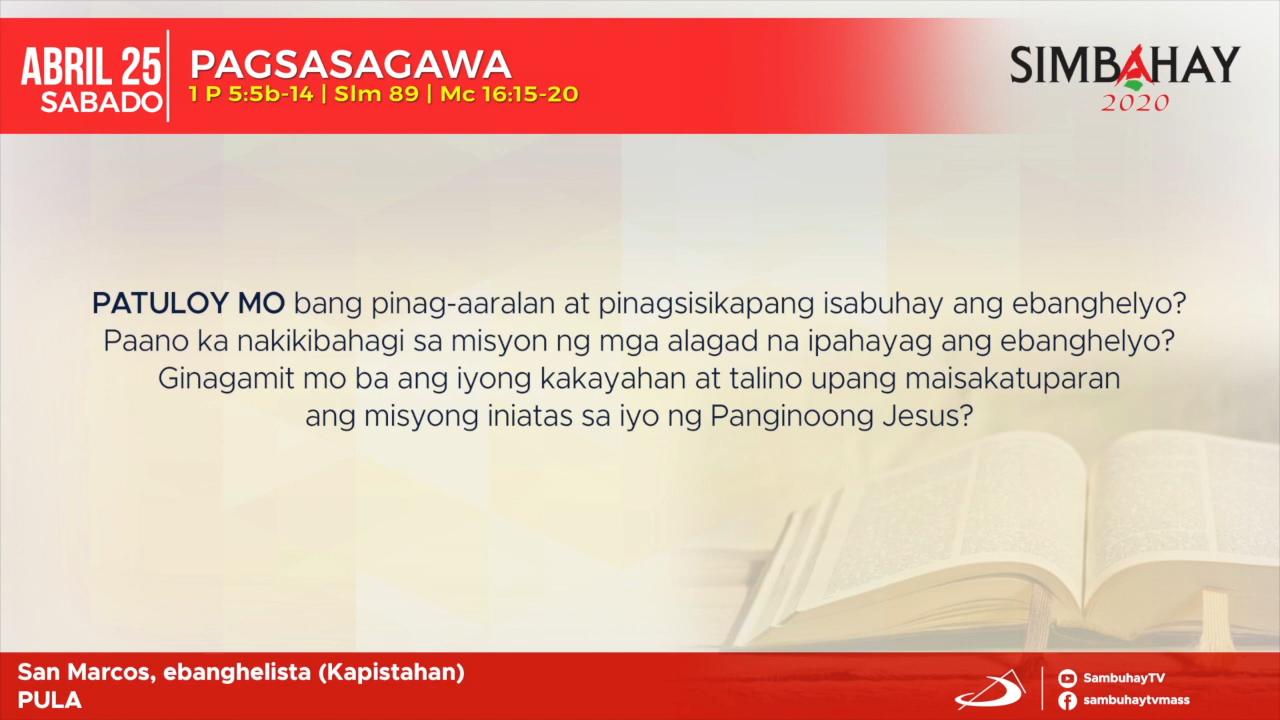 ABRIL 25
SABADO
PAGSASAGAWA
1 P 5:5b-14 | Slm 89 | Mc 16:15-20
SIMBAHAY
2020
PATULOY MO bang pinag-aaralan at pinagsisikapang isabuhay ang ebanghelyo?
Paano ka nakikibahagi sa misyon ng mga alagad na ipahayag ang ebanghelyo?
Ginagamit mo ba ang iyong kakayahan at talino upang maisakatuparan
ang misyong iniatas sa iyo ng Panginoong Jesus?
San Marcos, ebanghelista (Kapistahan)
PULA
SambuhayTV
sambuhaytvmass